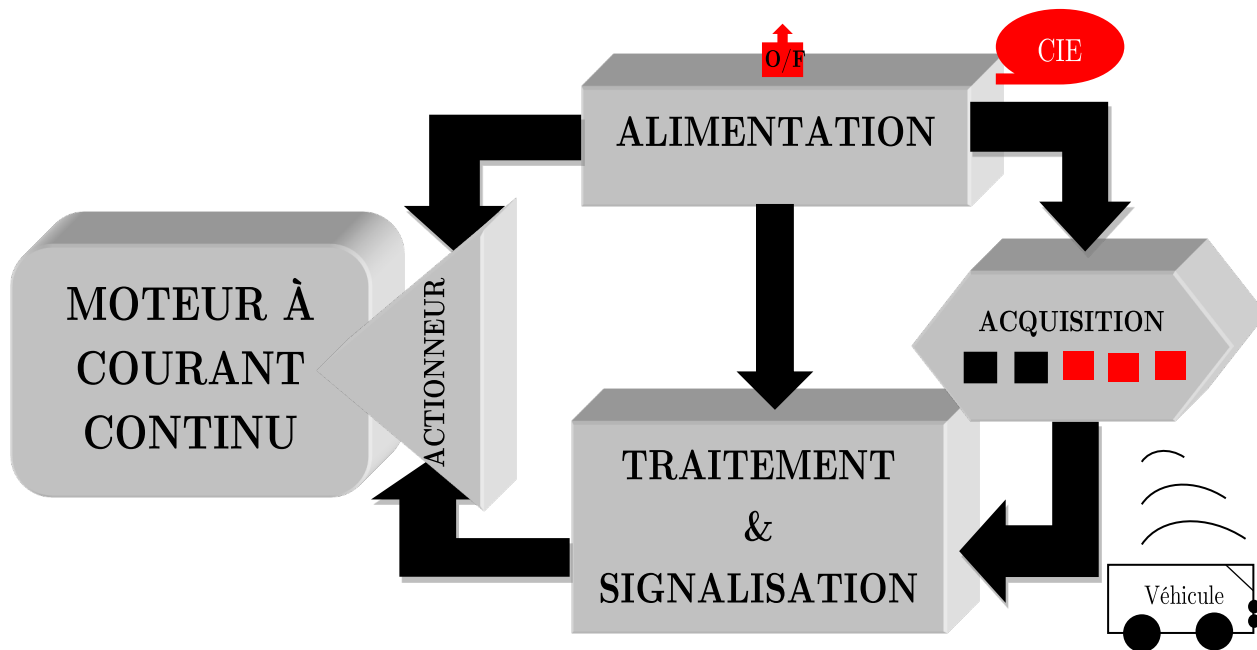 O/F
CIE
ALIMENTATION
MOTEUR À
COURANT
CONTINU
ACTIONNEUR
ACQUISITION
TRAITEMENT
&
SIGNALISATION
Véhicule